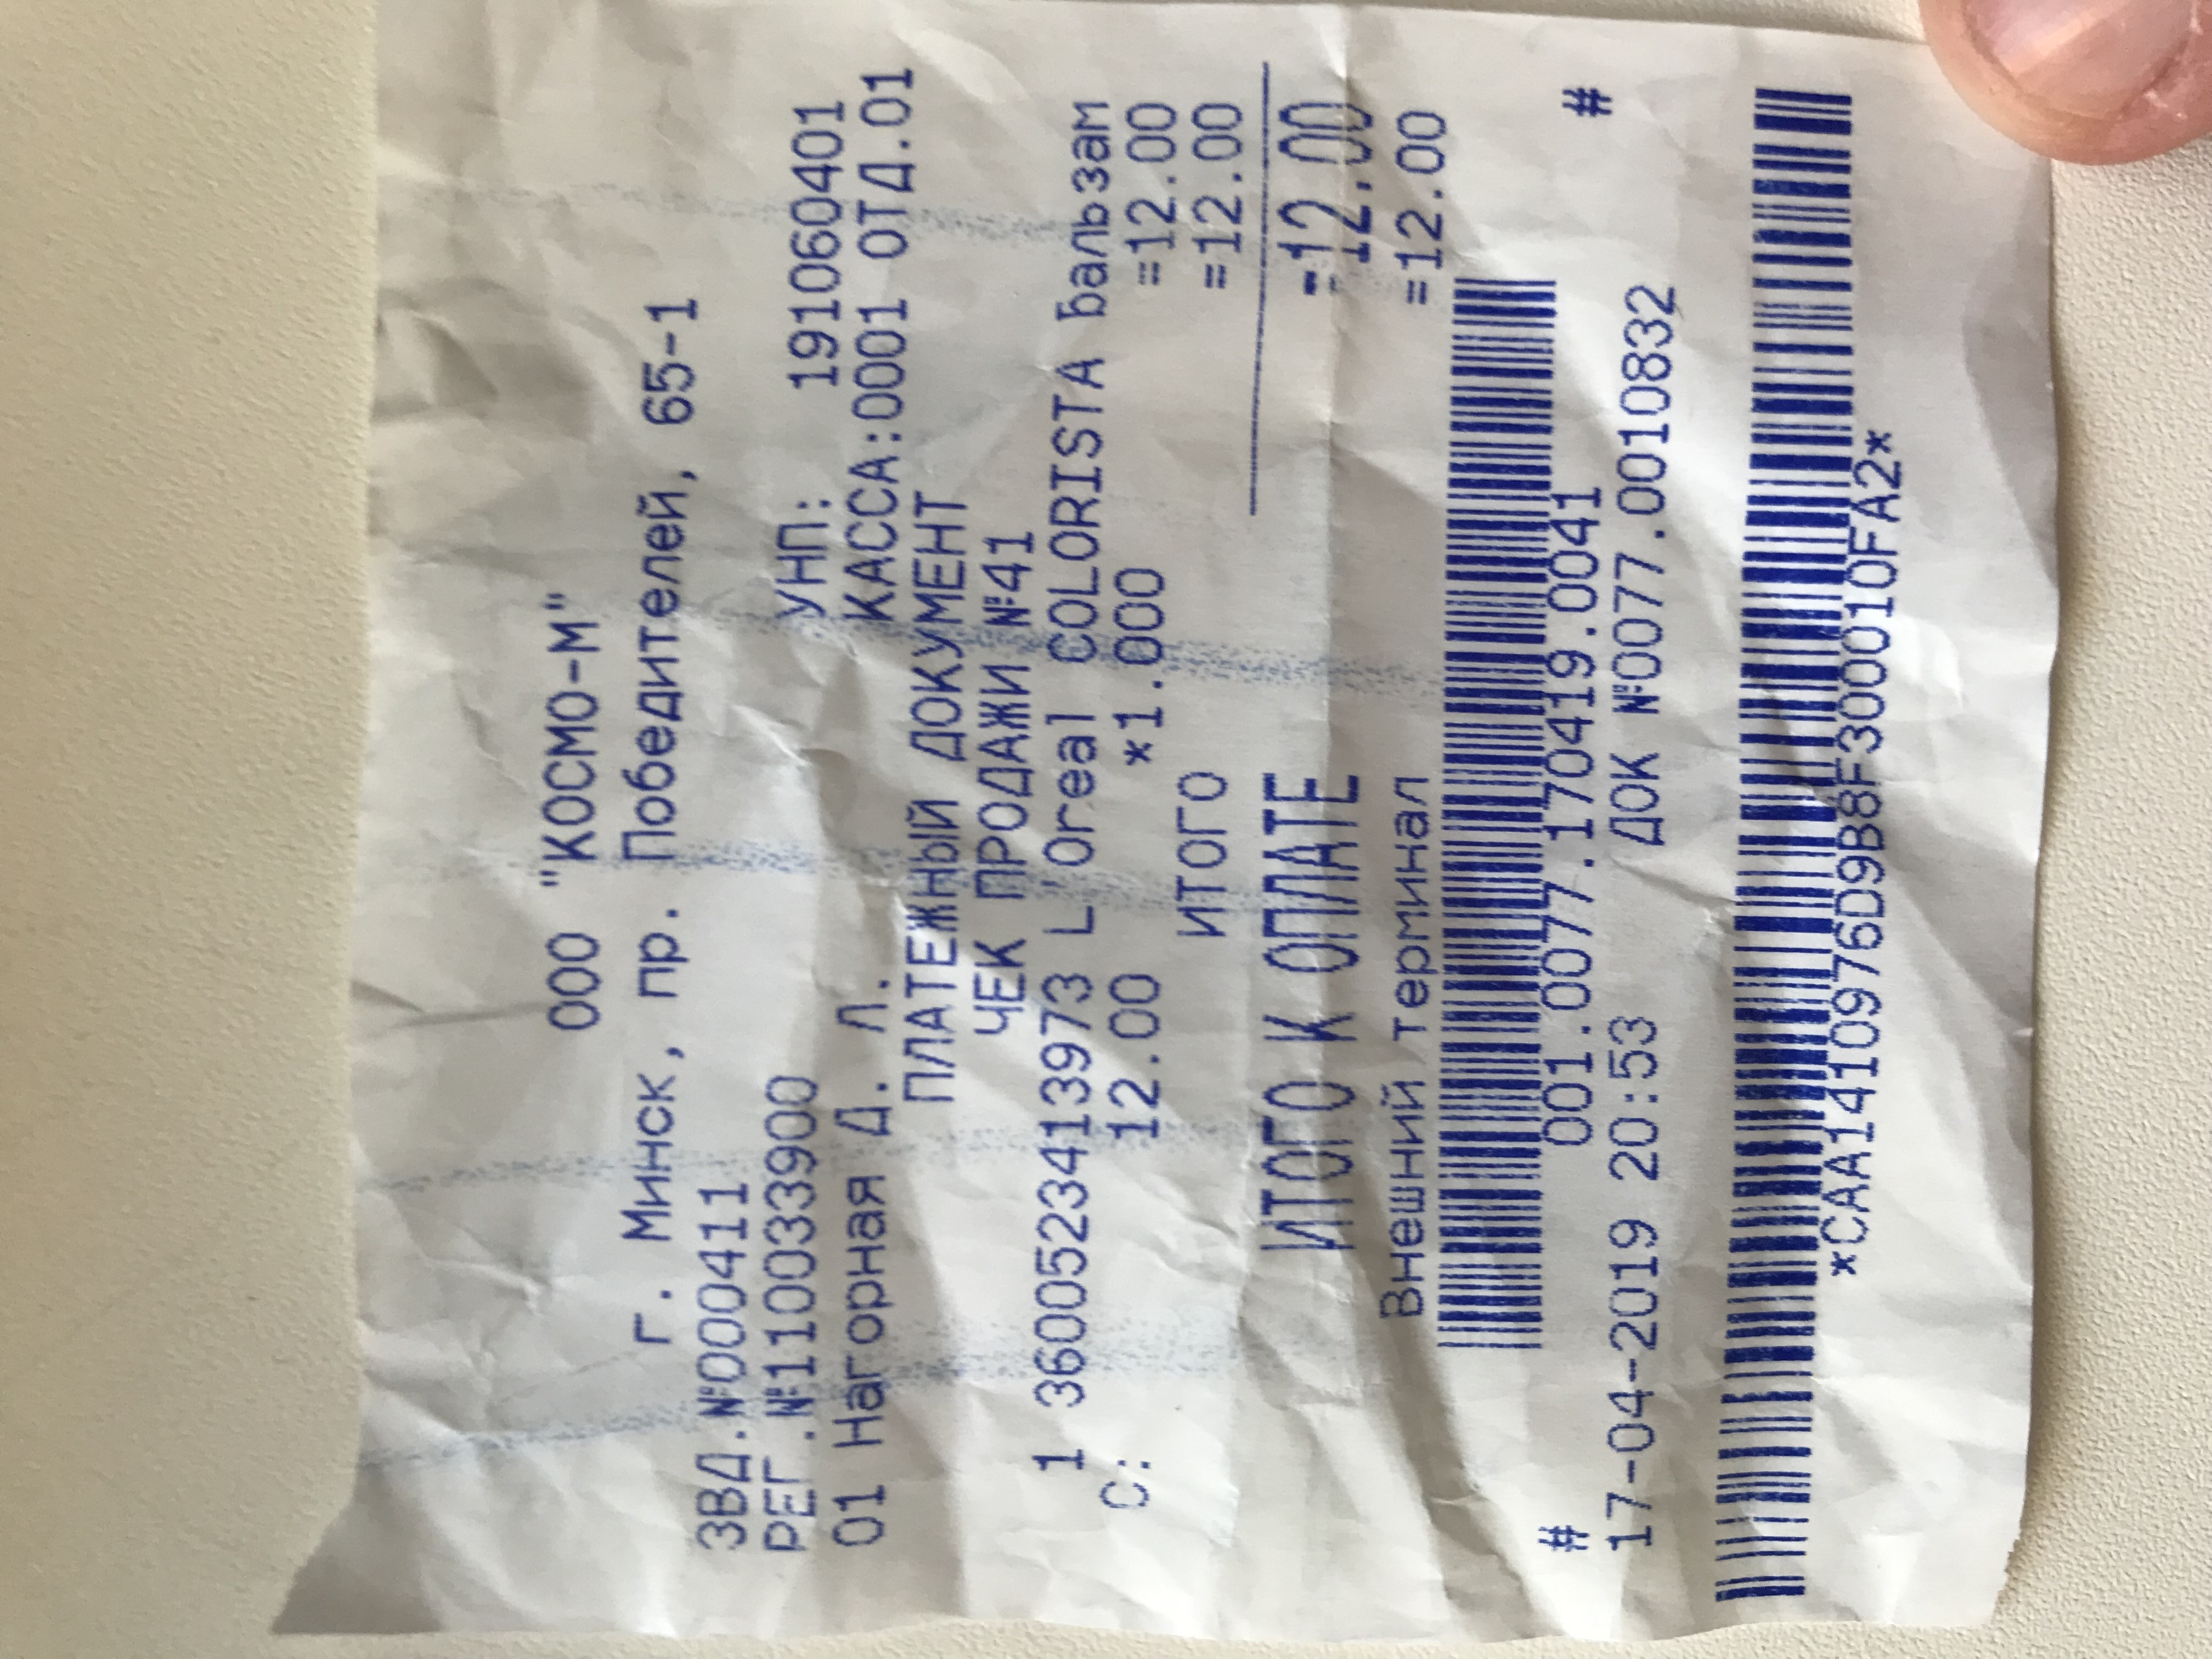 ООО "КОСМО-М"
г. Минск, пр. Победителей, 65-1
ЗВД.№000411
РЕГ.№110033900 УНП: 191060401
01 Нагорная Д. Л. КАССА:0001 ОТД.01
ПЛАТЕЖНЫЙ ДОКУМЕНТ
ЧЕК ПРОДАЖИ №41
1 3600523413973 L Oreal COLORISTA Бальзам
С: 12.00 *1.000 =12.00
ИТОГО =12.00
ИТОГО К ОПЛАТЕ =12.00
Внешний терминал =12.00
# 001.0077.170419.0041 #
17-04-2019 20:53 ДОК №0077.0010832
*CAA1410976D9B8F300010FA2*